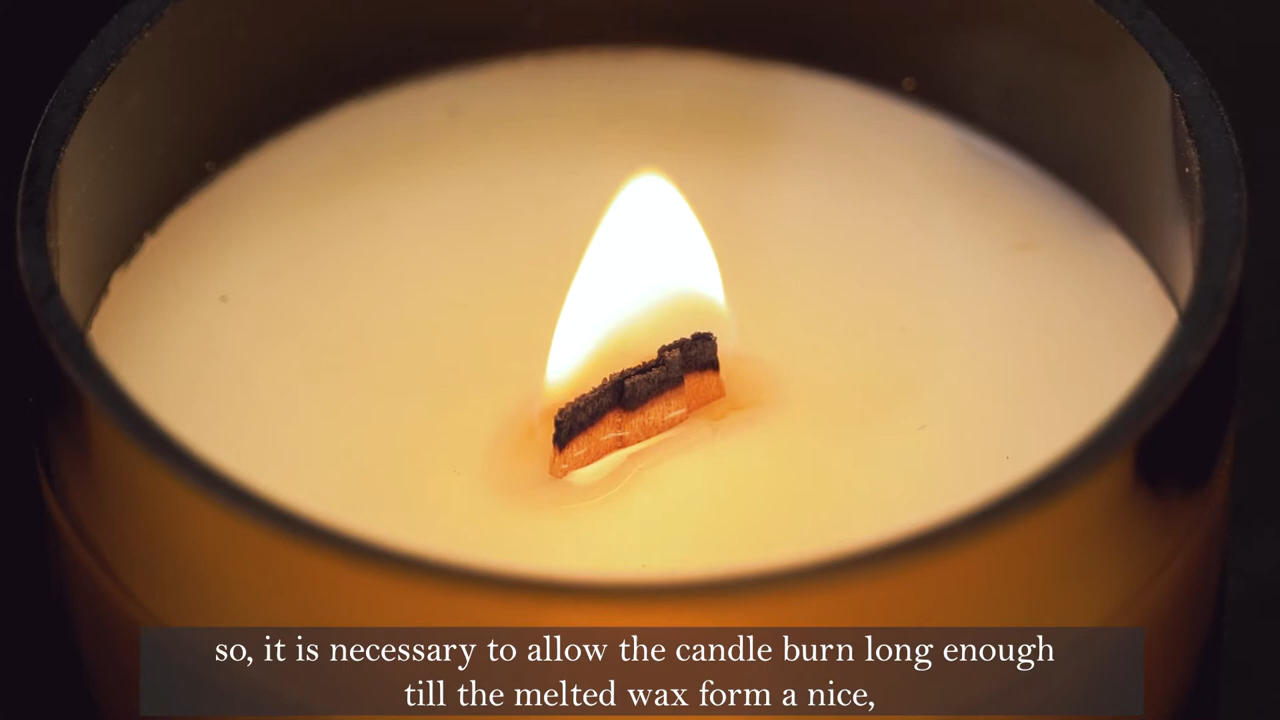 so, it is necessary to allow the candle burn long enough
till the melted wax form a nice,